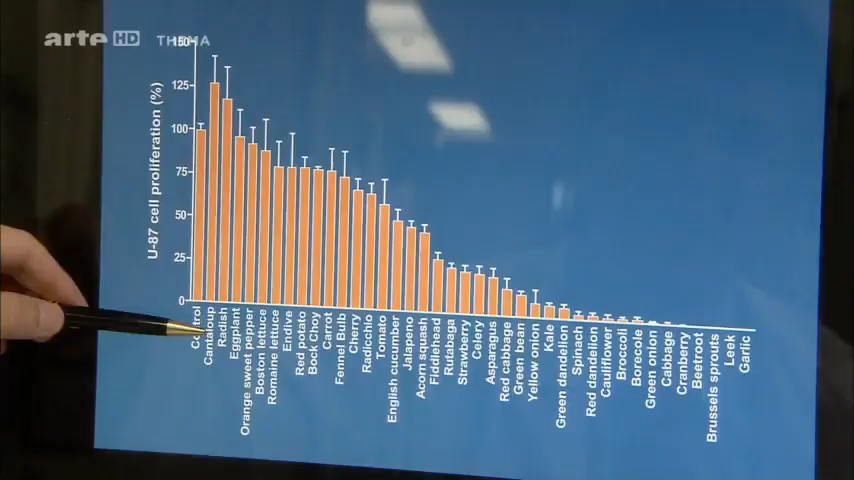 arte HD THEMA
150
125
100
75
50
25
0
U-87 cell proliferation (%)
Control
Cantaloup
Radish
Eggplant
Orange sweet pepper
Boston lettuce
Romaine lettuce
Endive
Red potato
Bock Choy
Carrot
Fennel Bulb
Cherry
Radicchio
Tomato
English cucumber
Jalapeno
Acorn squash
Fiddlehead
Rutabaga
Strawberry
Celery
Asparagus
Red cabbage
Green bean
Yellow onion
Kale
Green dandelion
Spinach
Red dandelion
Cauliflower
Broccoli
Borecole
Green onion
Cabbage
Cranberry
Beetroot
Brussels sprouts
Leek
Garlic